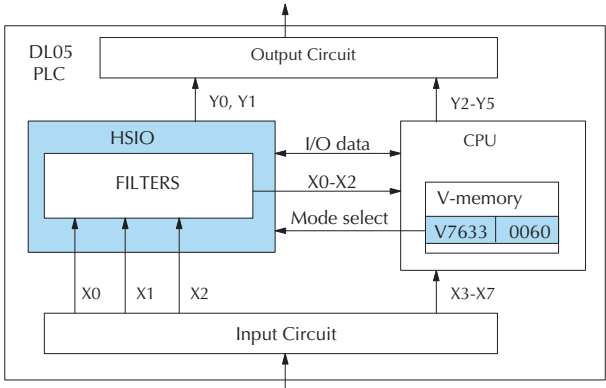 DL05
PLC
Output Circuit
Y0, Y1
Y2-Y5
HSIO
I/O data
CPU
FILTERS
X0-X2
V-memory
Mode select
V7633 0060
X0 X1 X2
X3-X7
Input Circuit